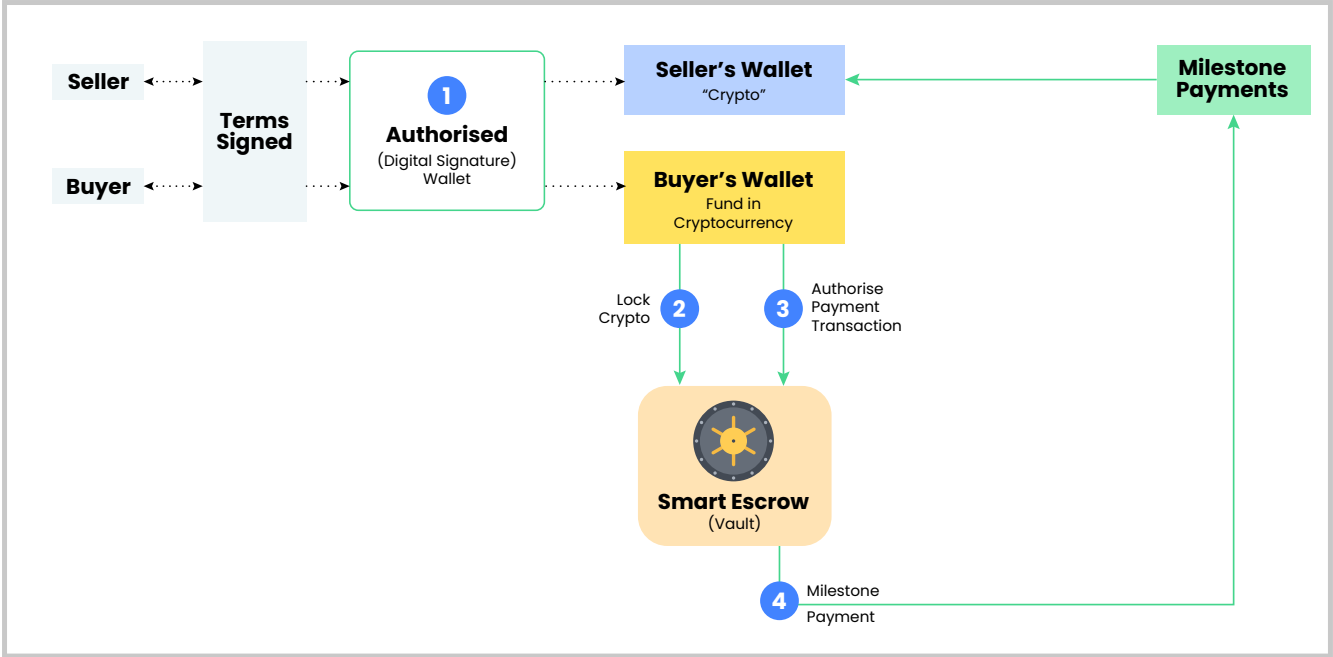 Seller
Buyer
Terms
Signed
1
Authorised
(Digital Signature)
Wallet
Seller’s Wallet
“Crypto”
Buyer’s Wallet
Fund in
Cryptocurrency
Milestone
Payments
Lock
Crypto
2
3
Authorise
Payment
Transaction
Smart Escrow
(Vault)
4
Milestone
Payment